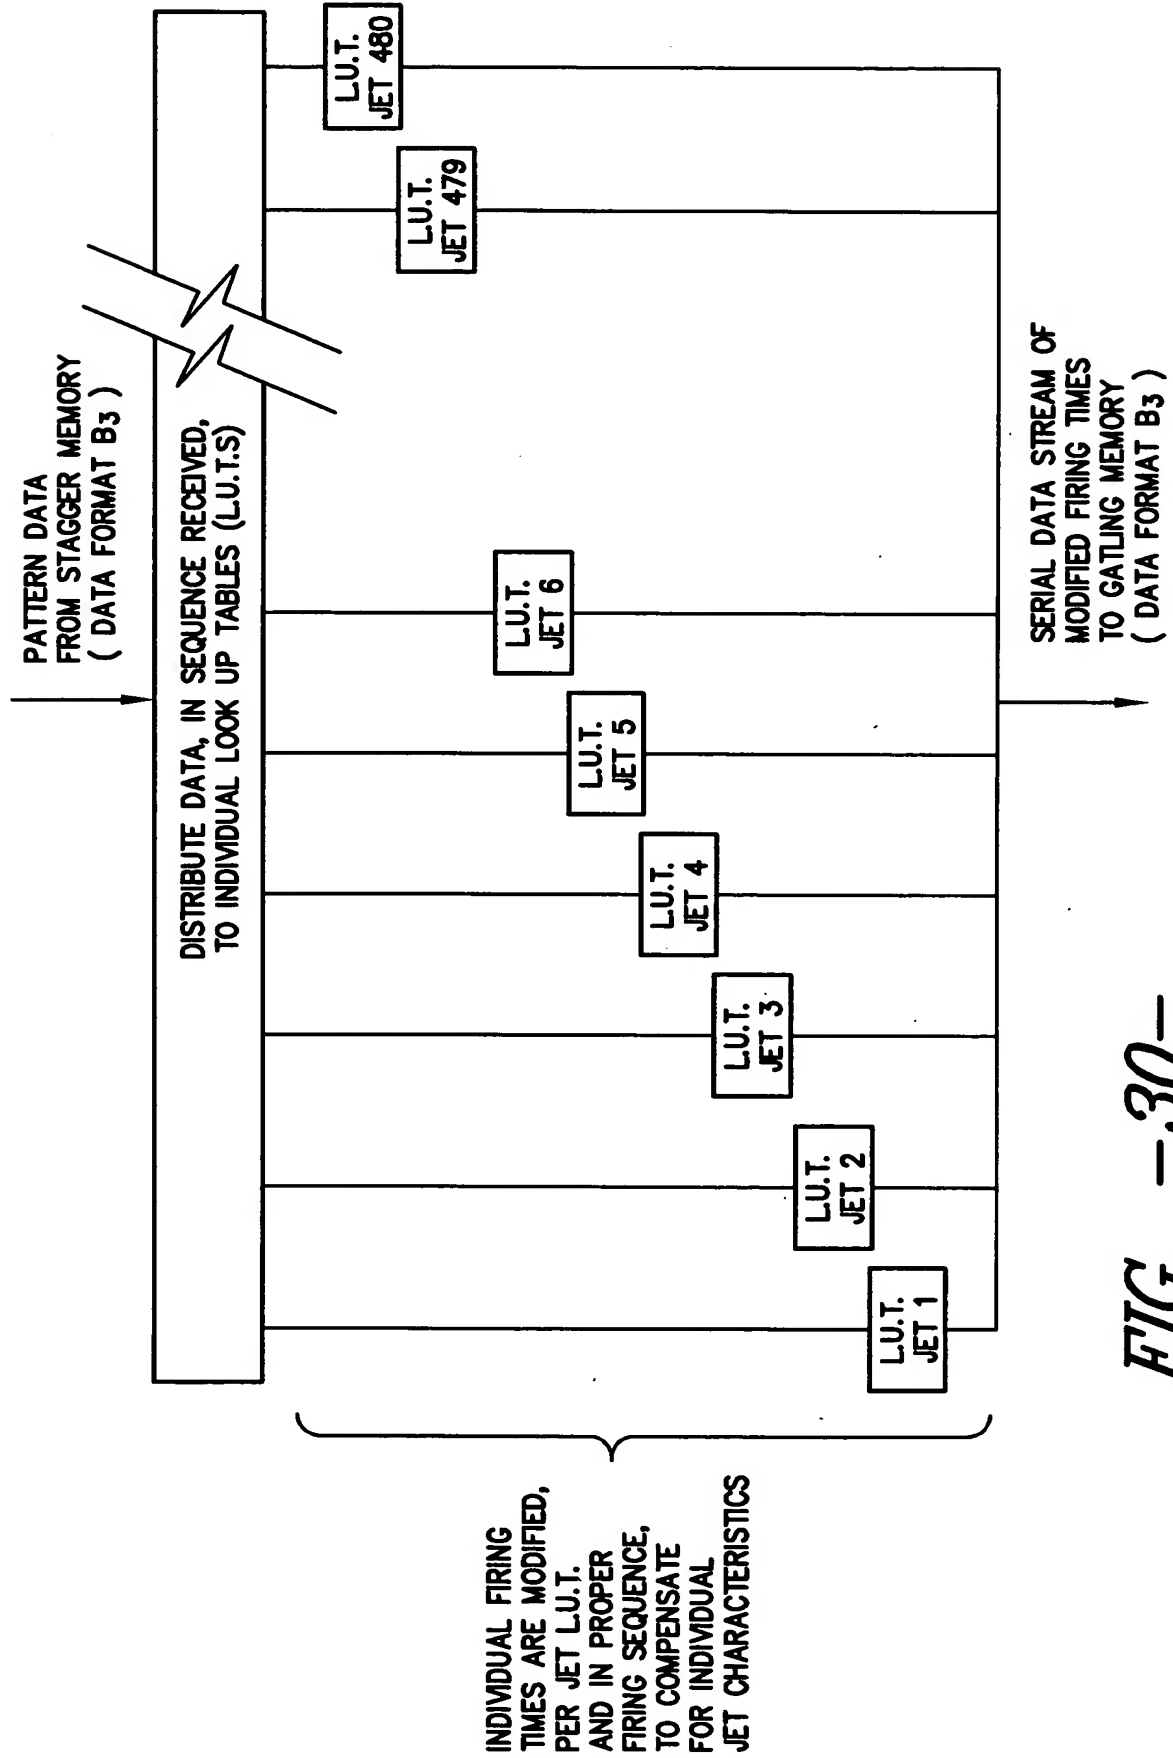 PATTERN DATA
FROM STAGGER MEMORY
( DATA FORMAT B3 )
DISTRIBUTE DATA, IN SEQUENCE RECEIVED,
TO INDIVIDUAL LOOK UP TABLES (L.U.T.S)
INDIVIDUAL FIRING
TIMES ARE MODIFIED,
PER JET L.U.T.
AND IN PROPER
FIRING SEQUENCE,
TO COMPENSATE
FOR INDIVIDUAL
JET CHARACTERISTICS
L.U.T.
JET 1
L.U.T.
JET 2
L.U.T.
JET 3
L.U.T.
JET 4
L.U.T.
JET 5
L.U.T.
JET 6
L.U.T.
JET 479
L.U.T.
JET 480
SERIAL DATA STREAM OF
MODIFIED FIRING TIMES
TO GATLING MEMORY
( DATA FORMAT B3 )
FIG. -30-